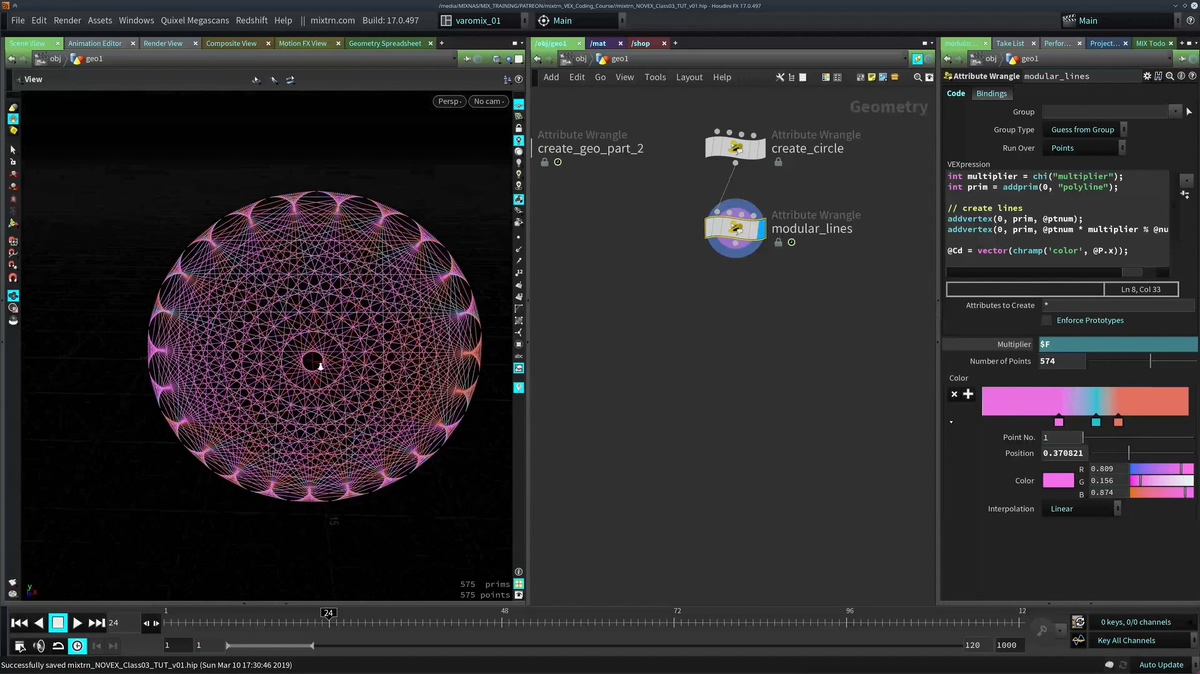 /media/MIXNAS/MIX_TRAINING/PATREON/mixtrn_VEX_Coding_Course/mixtrn_NOVEX_Class03_TUT_v01.hip - Houdini FX 17.0.497
File Edit Render Assets Windows Quixel Megascans Redshift Help mixtrn.com Build: 17.0.497 varomix_01 Main Main
Scene View Animation Editor Render View Composite View Motion FX View Geometry Spreadsheet
/obj/geo1 /mat /shop
modular_ Take List Perfor... Project... MIX Todo
obj geo1
obj geo1
obj geo1
View
Add Edit Go View Tools Layout Help
Attribute Wrangle modular_lines
Persp No cam
Geometry
Code Bindings
Group
Group Type Guess from Group
Run Over Points
Attribute Wrangle
create_geo_part_2
Attribute Wrangle
create_circle
Attribute Wrangle
modular_lines
VEXpression
int multiplier = chi("multiplier");
int prim = addprim(0, "polyline");
// create lines
addvertex(0, prim, @ptnum);
addvertex(0, prim, @ptnum * multiplier % @nu
@Cd = vector(chramp('color', @P.x));
Ln 8, Col 33
Attributes to Create *
Enforce Prototypes
Multiplier $F
Number of Points 574
Color
Point No. 1
Position 0.370821
Color
R 0.809
G 0.156
B 0.874
Interpolation Linear
575 prims
575 points
1 24 48 72 96 12
24
1 1 120 1000
0 keys, 0/0 channels
Key All Channels
Successfully saved mixtrn_NOVEX_Class03_TUT_v01.hip (Sun Mar 10 17:30:46 2019)
Auto Update